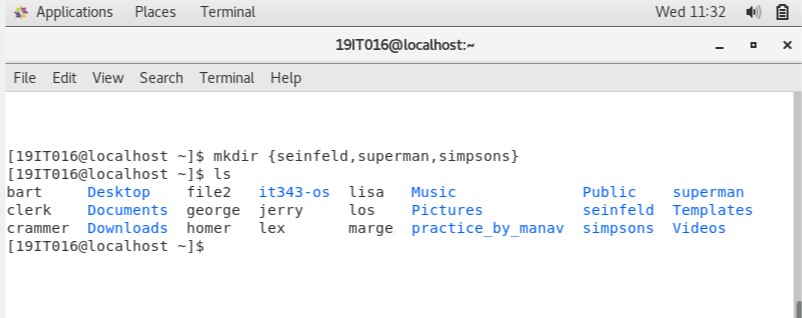 Applications Places Terminal Wed 11:32
19IT016@localhost:~
File Edit View Search Terminal Help
[19IT016@localhost ~]$ mkdir {seinfeld,superman,simpsons}
[19IT016@localhost ~]$ ls
bart Desktop file2 it343-os lisa Music Public superman
clerk Documents george jerry los Pictures seinfeld Templates
crammer Downloads homer lex marge practice_by_manav simpsons Videos
[19IT016@localhost ~]$